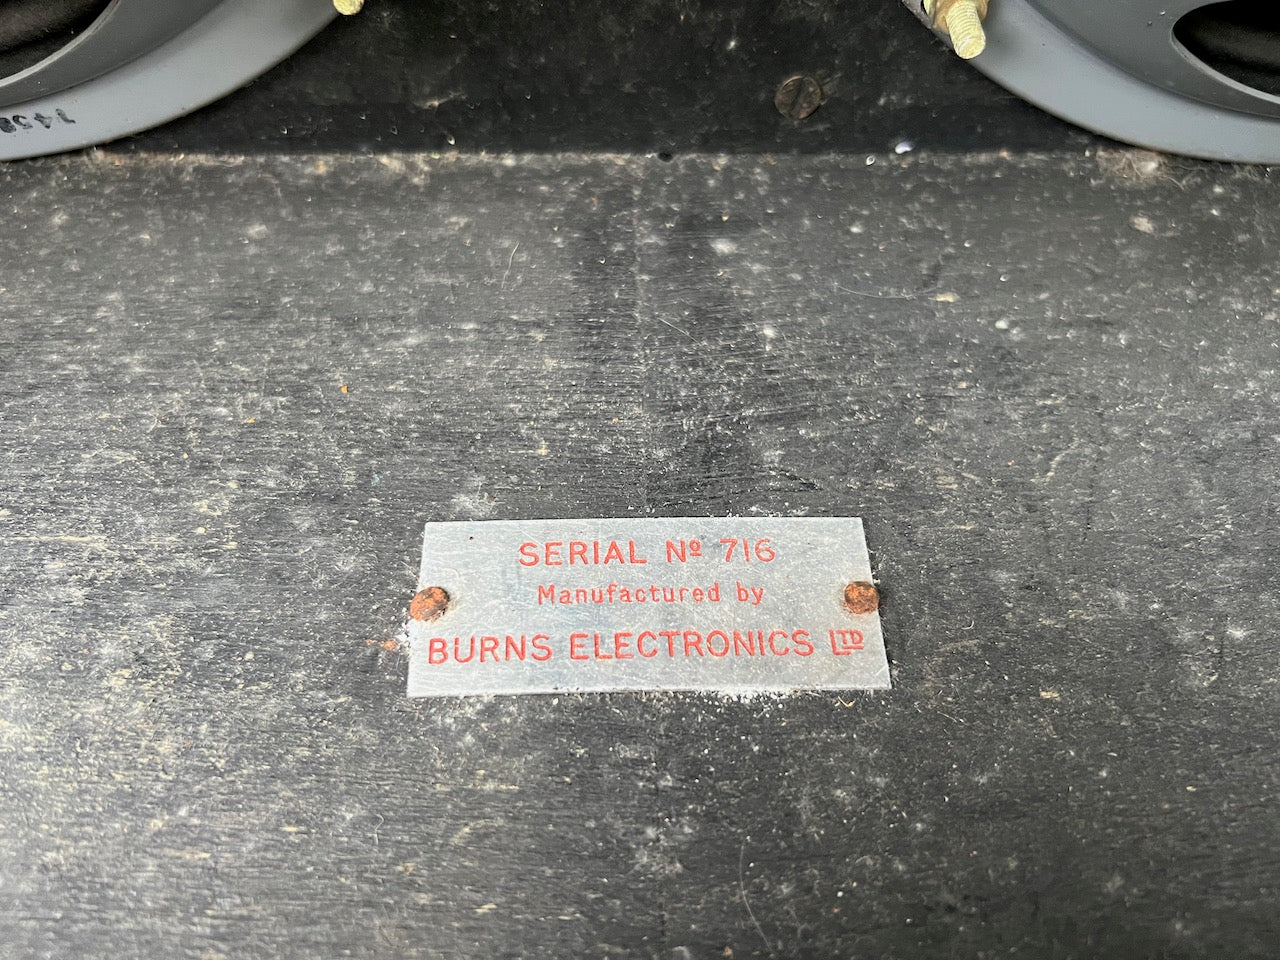 SERIAL Nº 716
Manufactured by
BURNS ELECTRONICS LTD